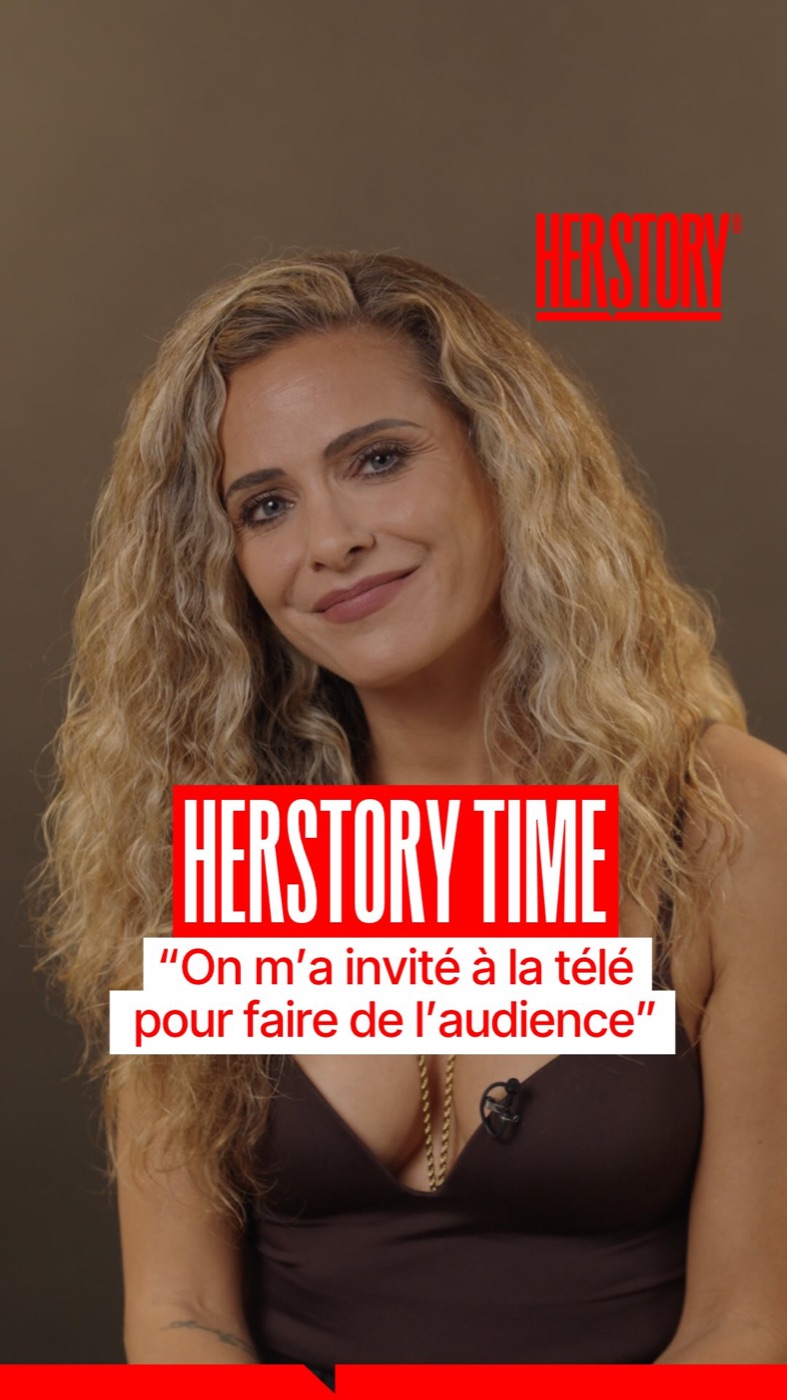 HERSTORY®
HERSTORY TIME
“On m’a invité à la télé
pour faire de l’audience”